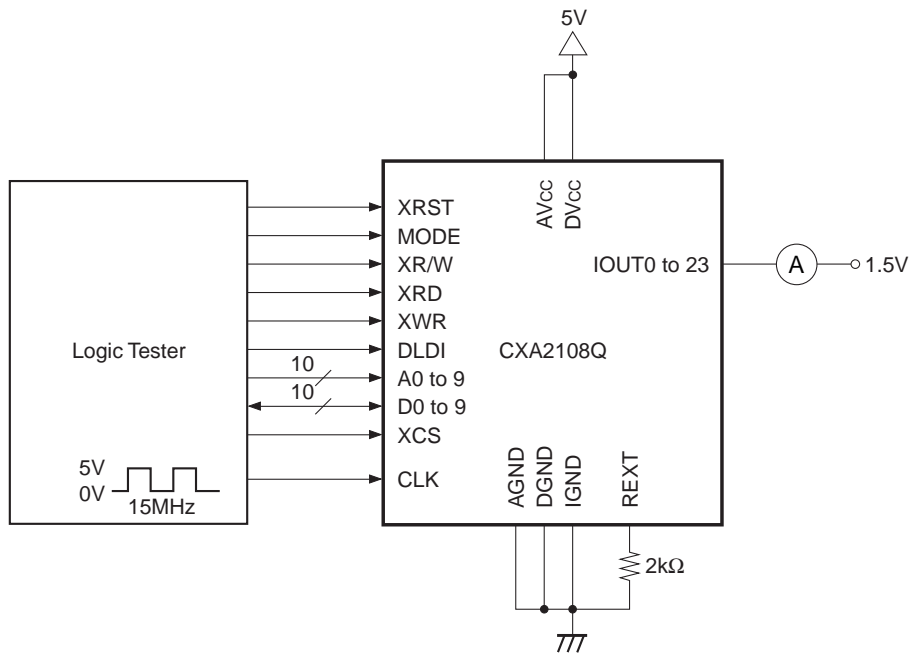 5V
AVCC
DVCC
XRST
MODE
XR/W
IOUT0 to 23
A
1.5V
XRD
XWR
Logic Tester
DLDI
CXA2108Q
10
A0 to 9
10
D0 to 9
XCS
5V
0V
15MHz
CLK
AGND
DGND
IGND
REXT
2kΩ